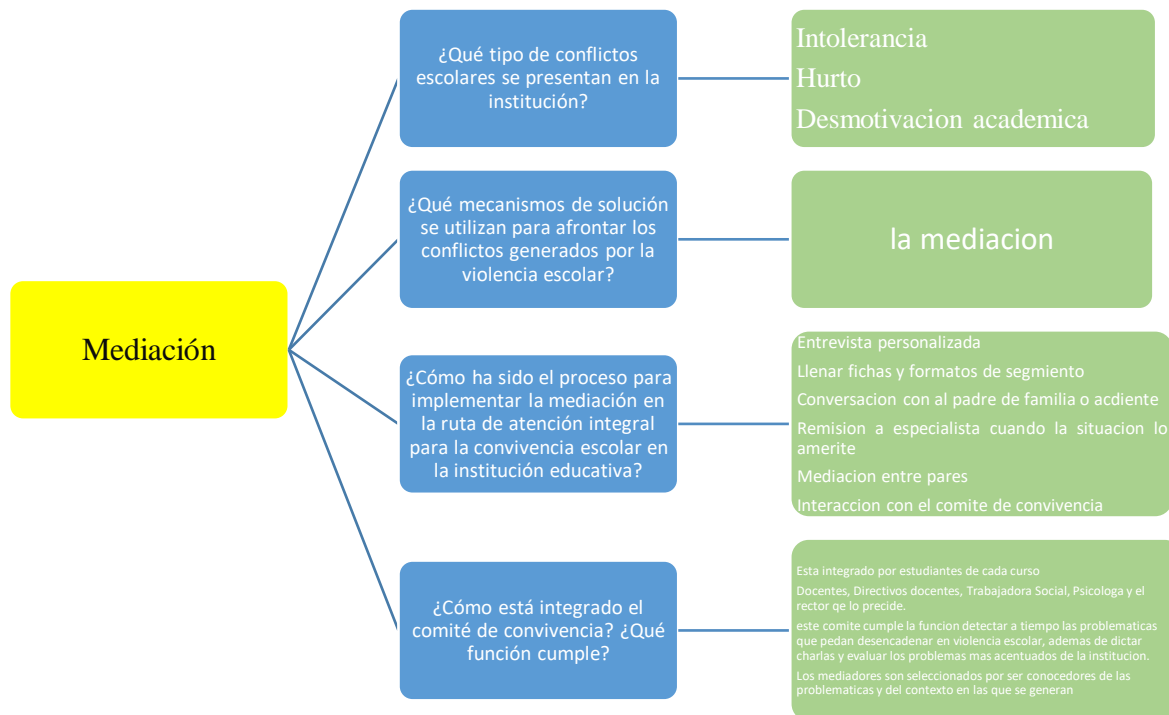 ¿Qué tipo de conflictos
escolares se presentan en la
institución?
Intolerancia
Hurto
Desmotivacion academica
¿Qué mecanismos de solución
se utilizan para afrontar los
conflictos generados por la
violencia escolar?
la mediacion
Mediación
¿Cómo ha sido el proceso para
implementar la mediación en
la ruta de atención integral
para la convivencia escolar en
la institución educativa?
Entrevista personalizada
Llenar fichas y formatos de segmiento
Conversacion con al padre de familia o acdiente
Remision a especialista cuando la situacion lo
amerite
Mediacion entre pares
Interaccion con el comite de convivencia
¿Cómo está integrado el
comité de convivencia? ¿Qué
función cumple?
Esta integrado por estudiantes de cada curso
Docentes, Directivos docentes, Trabajadora Social, Psicologa y el
rector qe lo precide.
este comite cumple la funcion detectar a tiempo las problematicas
que pedan desencadenar en violencia escolar, ademas de dictar
charlas y evaluar los problemas mas acentuados de la institucion.
Los mediadores son seleccionados por ser conocedores de las
problematicas y del contexto en las que se generan